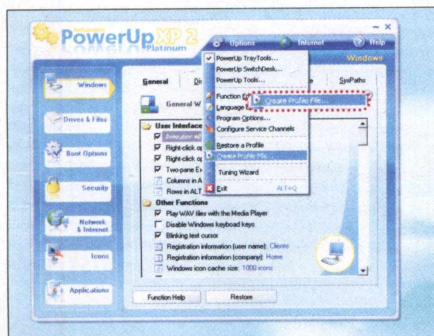 PowerUp XP 2
Platinum
Options
Internet
Help
Windows
PowerUp TrayTools...
PowerUp SwitchDesk...
PowerUp Tools...
Windows
General
SysPaths
Function
Create Profile File...
General W
Language
Program Options...
Drives & Files
User Interface
Configure Service Channels
Right-click op
Restore a Profile
Boot Options
Right-click op
Create Profile
Two-pane Ex
Tuning Wizard
Columns in A
Rows in ALT
Exit
ALT+Q
Security
Other Functions
Play WAV files with the Media Player
Disable Windows keyboad keys
Network
& Internet
Blinking text cursor
Registration information (user name): Cliente
Registration information (company): Home
Icons
Windows icon cache size: 1000 icons
Applications
Function Help
Restore